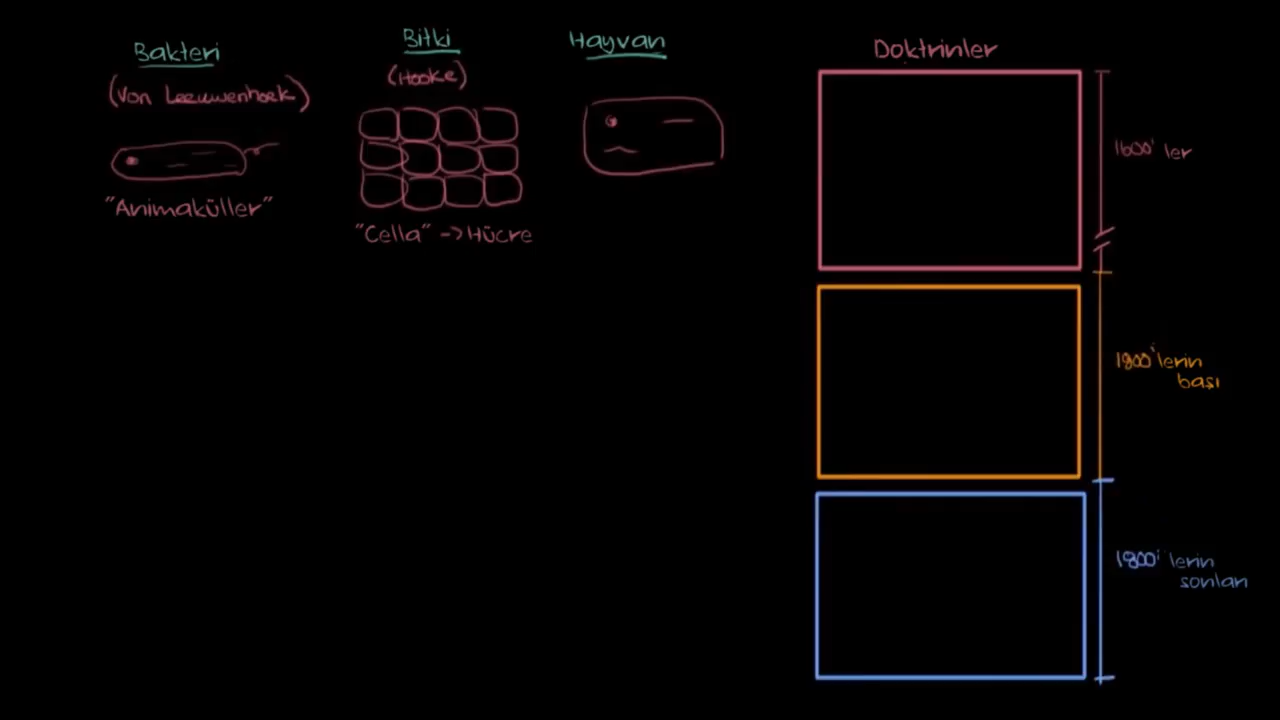 Bakteri
(Von Leeuwenhoek)
"Animaküller"
Bitki
(Hooke)
"Cella" -> Hücre
Hayvan
Doktrinler
1600' ler
1800'lerin
başı
1800'lerin
sonları